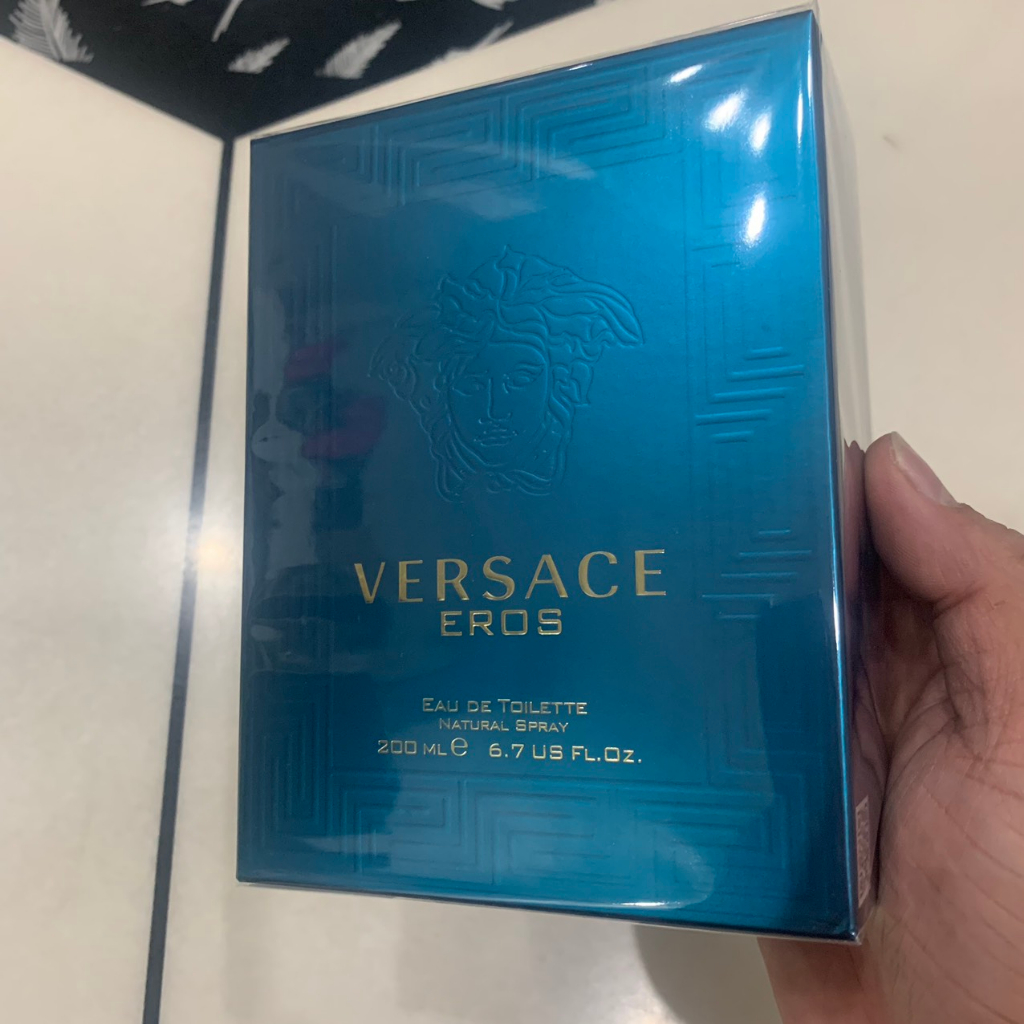 VERSACE
EROS
EAU DE TOILETTE
NATURAL SPRAY
200 ML e 6.7 US FL.OZ.